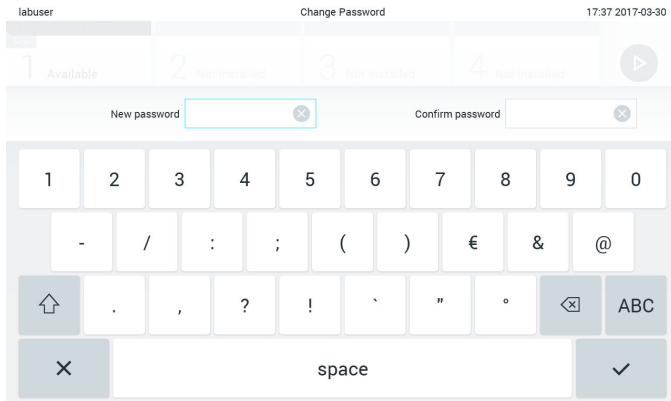 labuser Change Password 17:37 2017-03-30
1 Available 2 Not installed 3 Not installed 4 Not installed
New password Confirm password
1 2 3 4 5 6 7 8 9 0
- / : ; ( ) € & @
. , ? ! ` " ° ABC
space